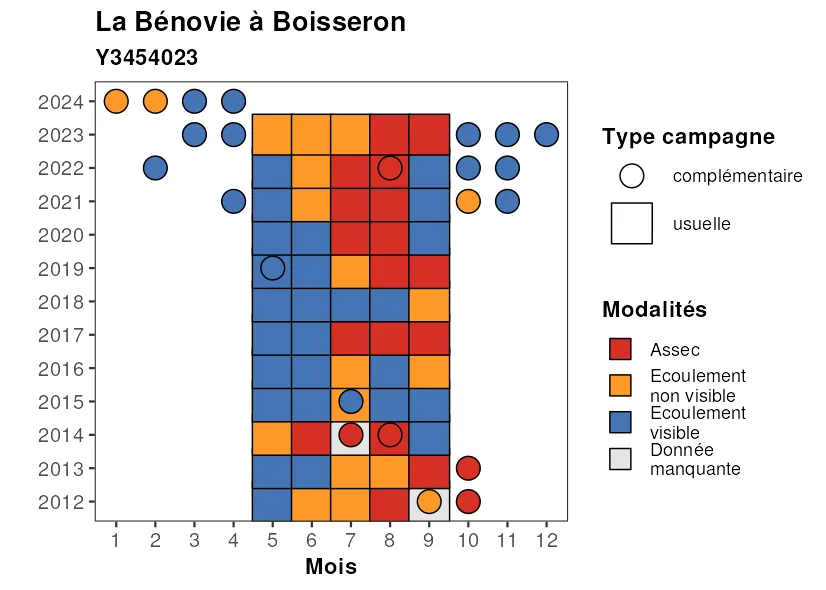 La Bénovie à Boisseron
Y3454023
2024
2023
2022
2021
2020
2019
2018
2017
2016
2015
2014
2013
2012
1 2 3 4 5 6 7 8 9 10 11 12
Mois
Type campagne
complémentaire
usuelle
Modalités
Assec
Ecoulement
non visible
Ecoulement
visible
Donnée
manquante